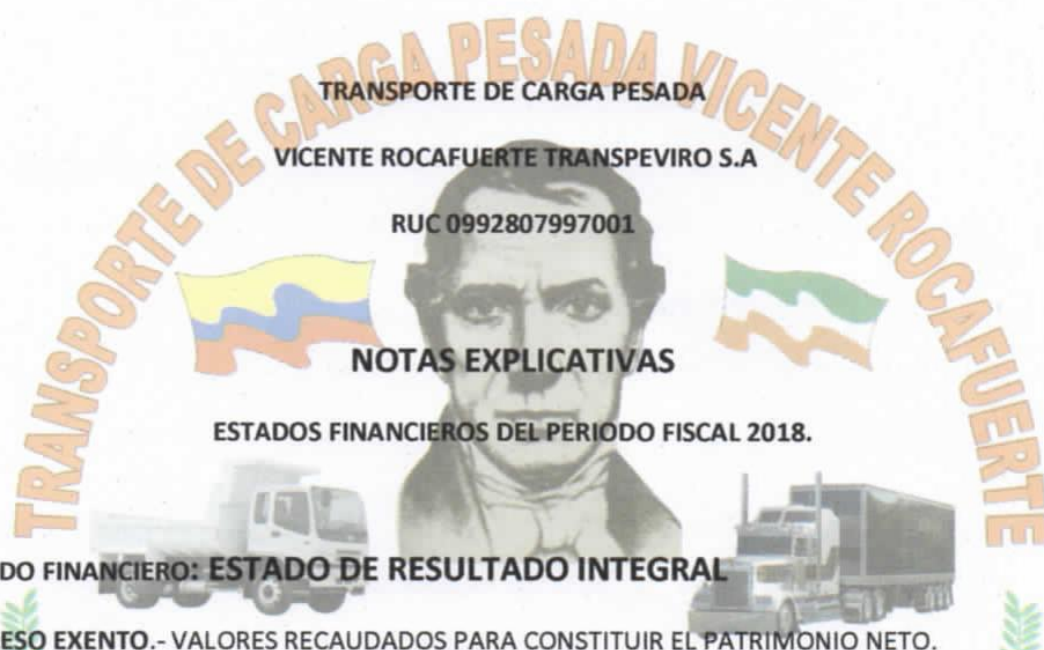 TRANSPORTE DE CARGA PESADA VICENTE ROCAFUERTE
TRANSPORTE DE CARGA PESADA
VICENTE ROCAFUERTE TRANSPEVIRO S.A
RUC 0992807997001
NOTAS EXPLICATIVAS
ESTADOS FINANCIEROS DEL PERIODO FISCAL 2018.
DO FINANCIERO: ESTADO DE RESULTADO INTEGRAL
ESO EXENTO.- VALORES RECAUDADOS PARA CONSTITUIR EL PATRIMONIO NETO.